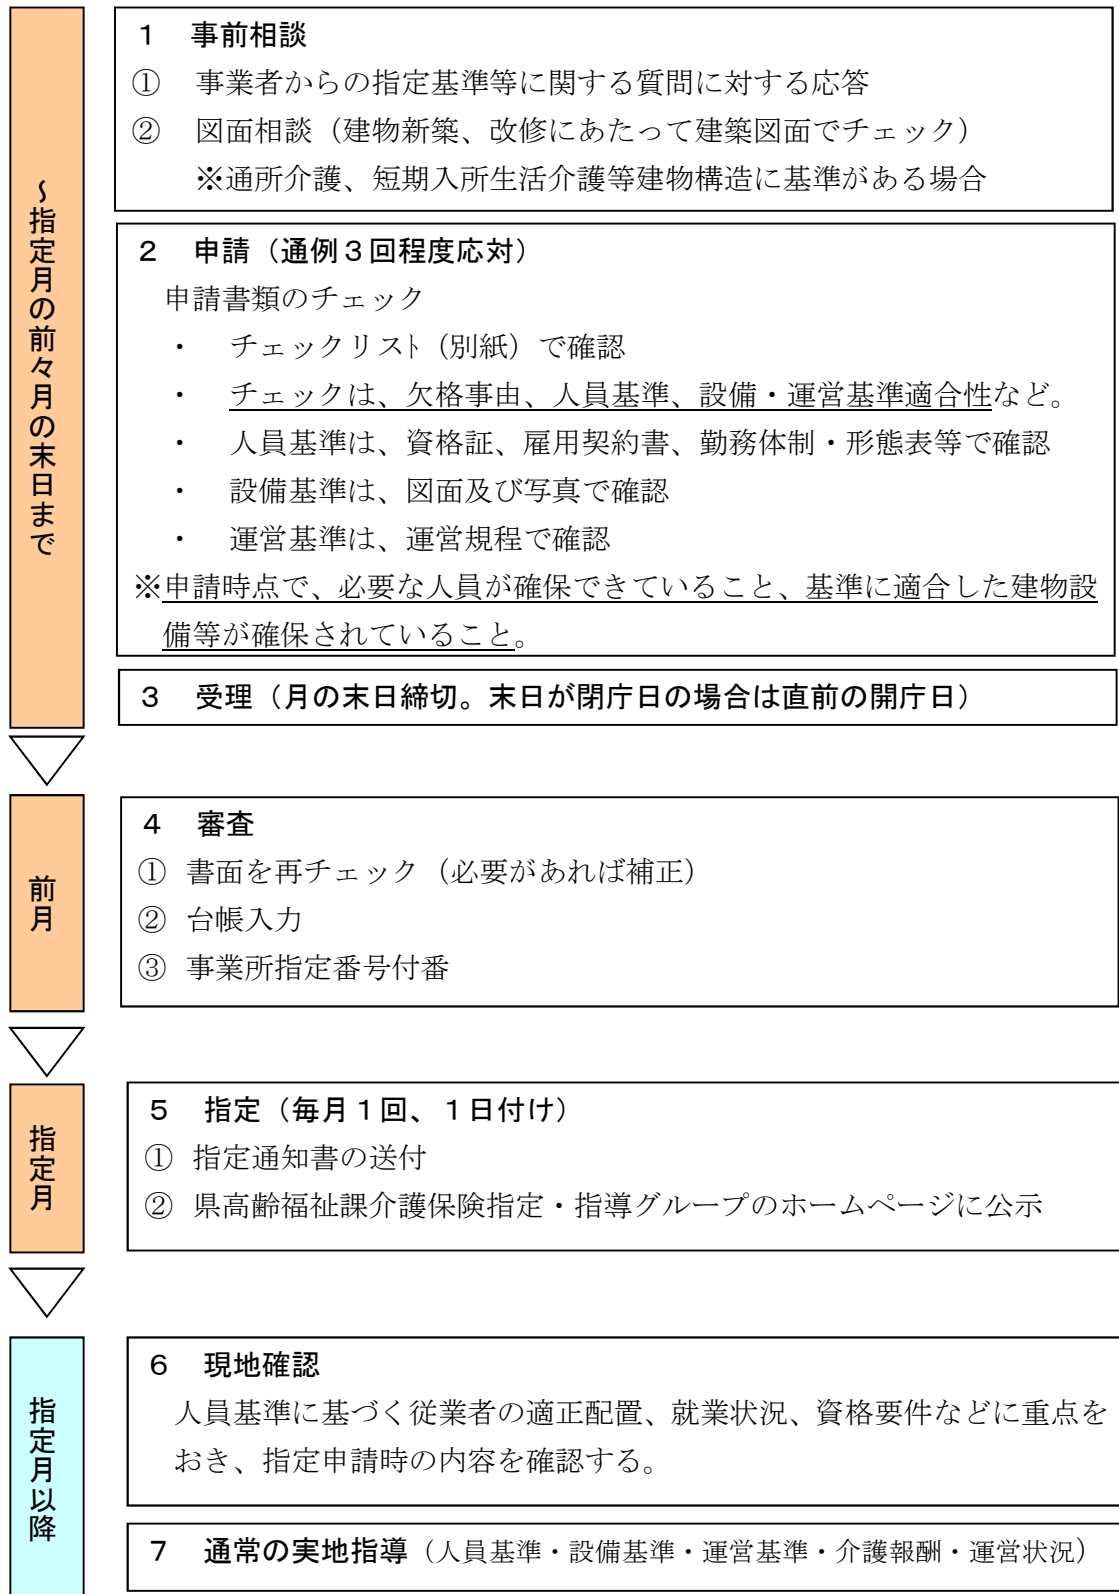 ～指定月の前々月の末日まで
１　事前相談
①　事業者からの指定基準等に関する質問に対する応答
②　図面相談（建物新築、改修にあたって建築図面でチェック）
※通所介護、短期入所生活介護等建物構造に基準がある場合
２　申請（通例３回程度応対）
申請書類のチェック
・　チェックリスト（別紙）で確認
・　チェックは、欠格事由、人員基準、設備・運営基準適合性など。
・　人員基準は、資格証、雇用契約書、勤務体制・形態表等で確認
・　設備基準は、図面及び写真で確認
・　運営基準は、運営規程で確認
※申請時点で、必要な人員が確保できていること、基準に適合した建物設
備等が確保されていること。
３　受理（月の末日締切。末日が閉庁日の場合は直前の開庁日）
前月
４　審査
①　書面を再チェック（必要があれば補正）
②　台帳入力
③　事業所指定番号付番
指定月
５　指定（毎月１回、１日付け）
①　指定通知書の送付
②　県高齢福祉課介護保険指定・指導グループのホームページに公示
指定月以降
６　現地確認
人員基準に基づく従業者の適正配置、就業状況、資格要件などに重点を
おき、指定申請時の内容を確認する。
７　通常の実地指導（人員基準・設備基準・運営基準・介護報酬・運営状況）